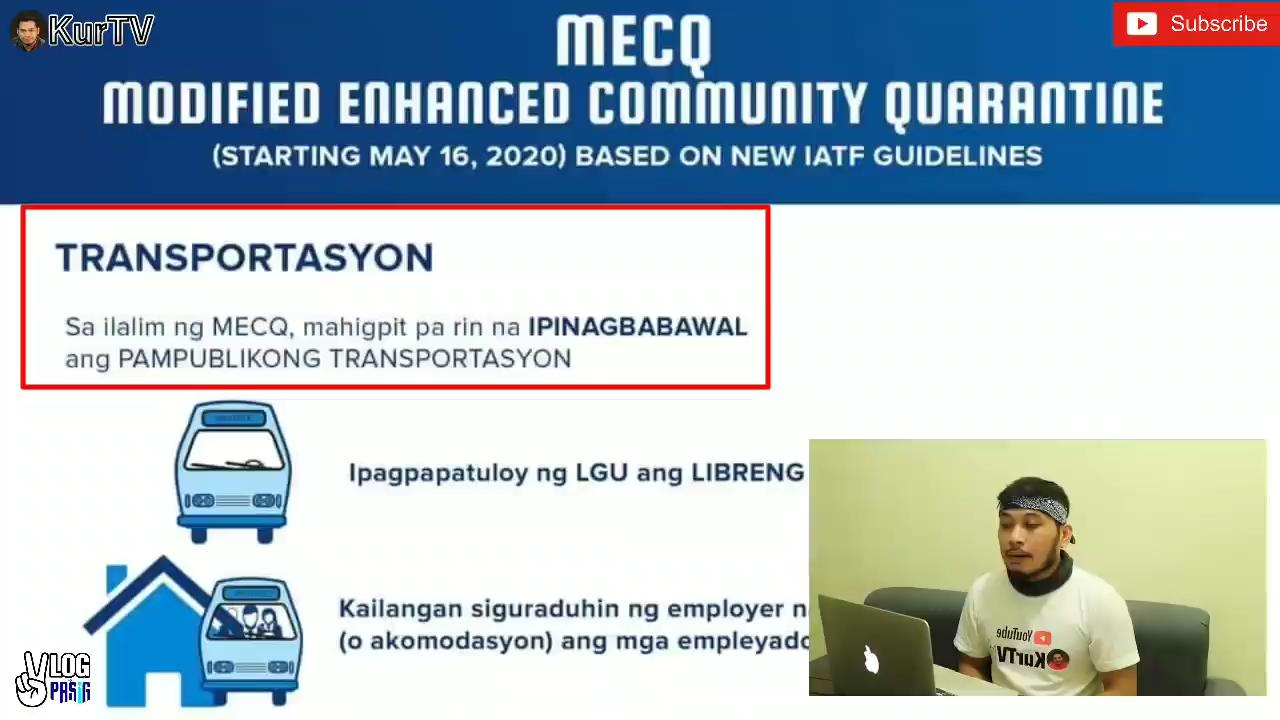 KurTV
Subscribe
MECQ
MODIFIED ENHANCED COMMUNITY QUARANTINE
(STARTING MAY 16, 2020) BASED ON NEW IATF GUIDELINES
TRANSPORTASYON
Sa ilalim ng MECQ, mahigpit pa rin na IPINAGBABAWAL
ang PAMPUBLIKONG TRANSPORTASYON
Ipagpapatuloy ng LGU ang LIBRENG
Kailangan siguraduhin ng employer
(o akomodasyon) ang mga empleyado
YouTube
KurTV
VLOG
PASIG